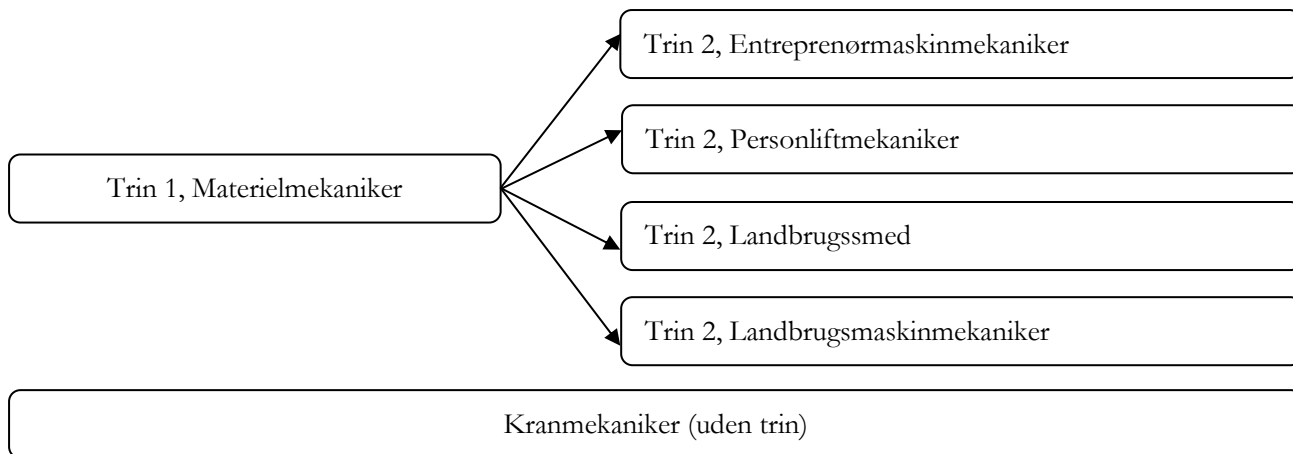 Trin 2, Entreprenørmaskinmekaniker
Trin 2, Personliftmekaniker
Trin 1, Materielmekaniker
Trin 2, Landbrugssmed
Trin 2, Landbrugsmaskinmekaniker
Kranmekaniker (uden trin)